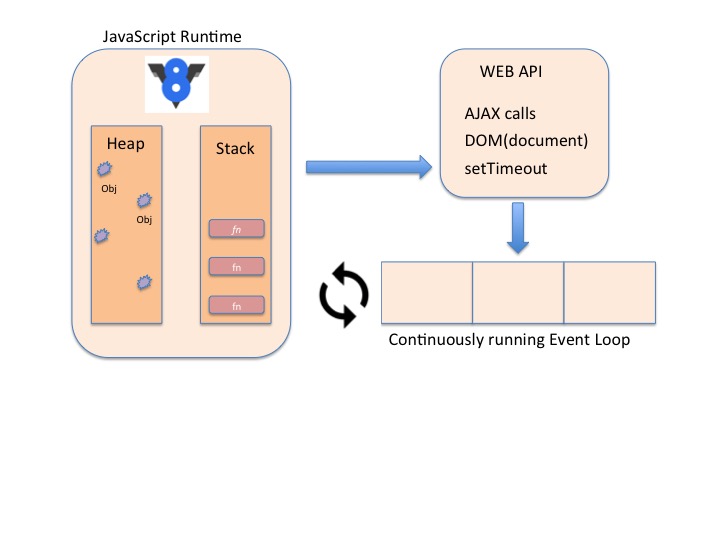 JavaScript Runtime
Heap
Obj
Obj
Stack
fn
fn
fn
WEB API
AJAX calls
DOM(document)
setTimeout
Continuously running Event Loop